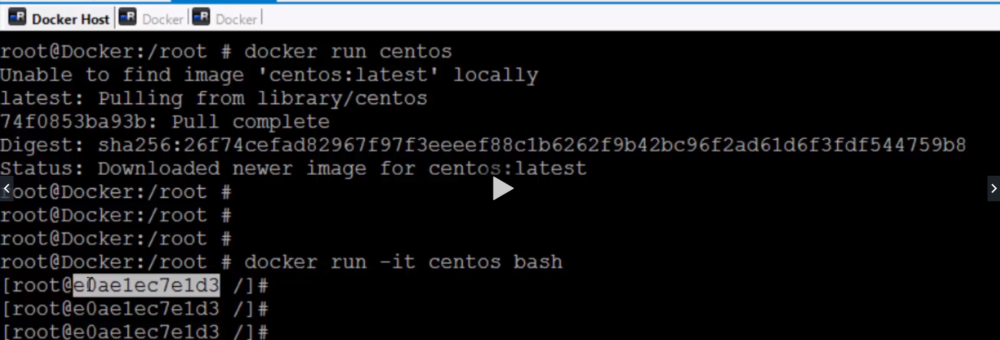 Docker Host Docker Docker
root@Docker:/root # docker run centos
Unable to find image 'centos:latest' locally
latest: Pulling from library/centos
74f0853ba93b: Pull complete
Digest: sha256:26f74cefad82967f97f3eeeef88c1b6262f9b42bc96f2ad61d6f3fdf544759b8
Status: Downloaded newer image for centos:latest
root@Docker:/root #
root@Docker:/root #
root@Docker:/root #
root@Docker:/root # docker run -it centos bash
[root@e0ae1ec7e1d3 /]#
[root@e0ae1ec7e1d3 /]#
[root@e0ae1ec7e1d3 /]#